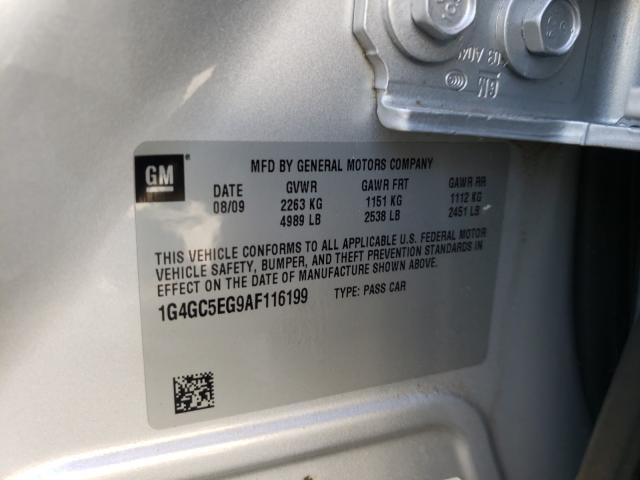 GM ®
MFD BY GENERAL MOTORS COMPANY
DATE GVWR GAWR FRT GAWR RR
08/09 2263 KG 1151 KG 1112 KG
4989 LB 2538 LB 2451 LB
THIS VEHICLE CONFORMS TO ALL APPLICABLE U.S. FEDERAL MOTOR
VEHICLE SAFETY, BUMPER, AND THEFT PREVENTION STANDARDS IN
EFFECT ON THE DATE OF MANUFACTURE SHOWN ABOVE.
1G4GC5EG9AF116199 TYPE: PASS CAR
GM